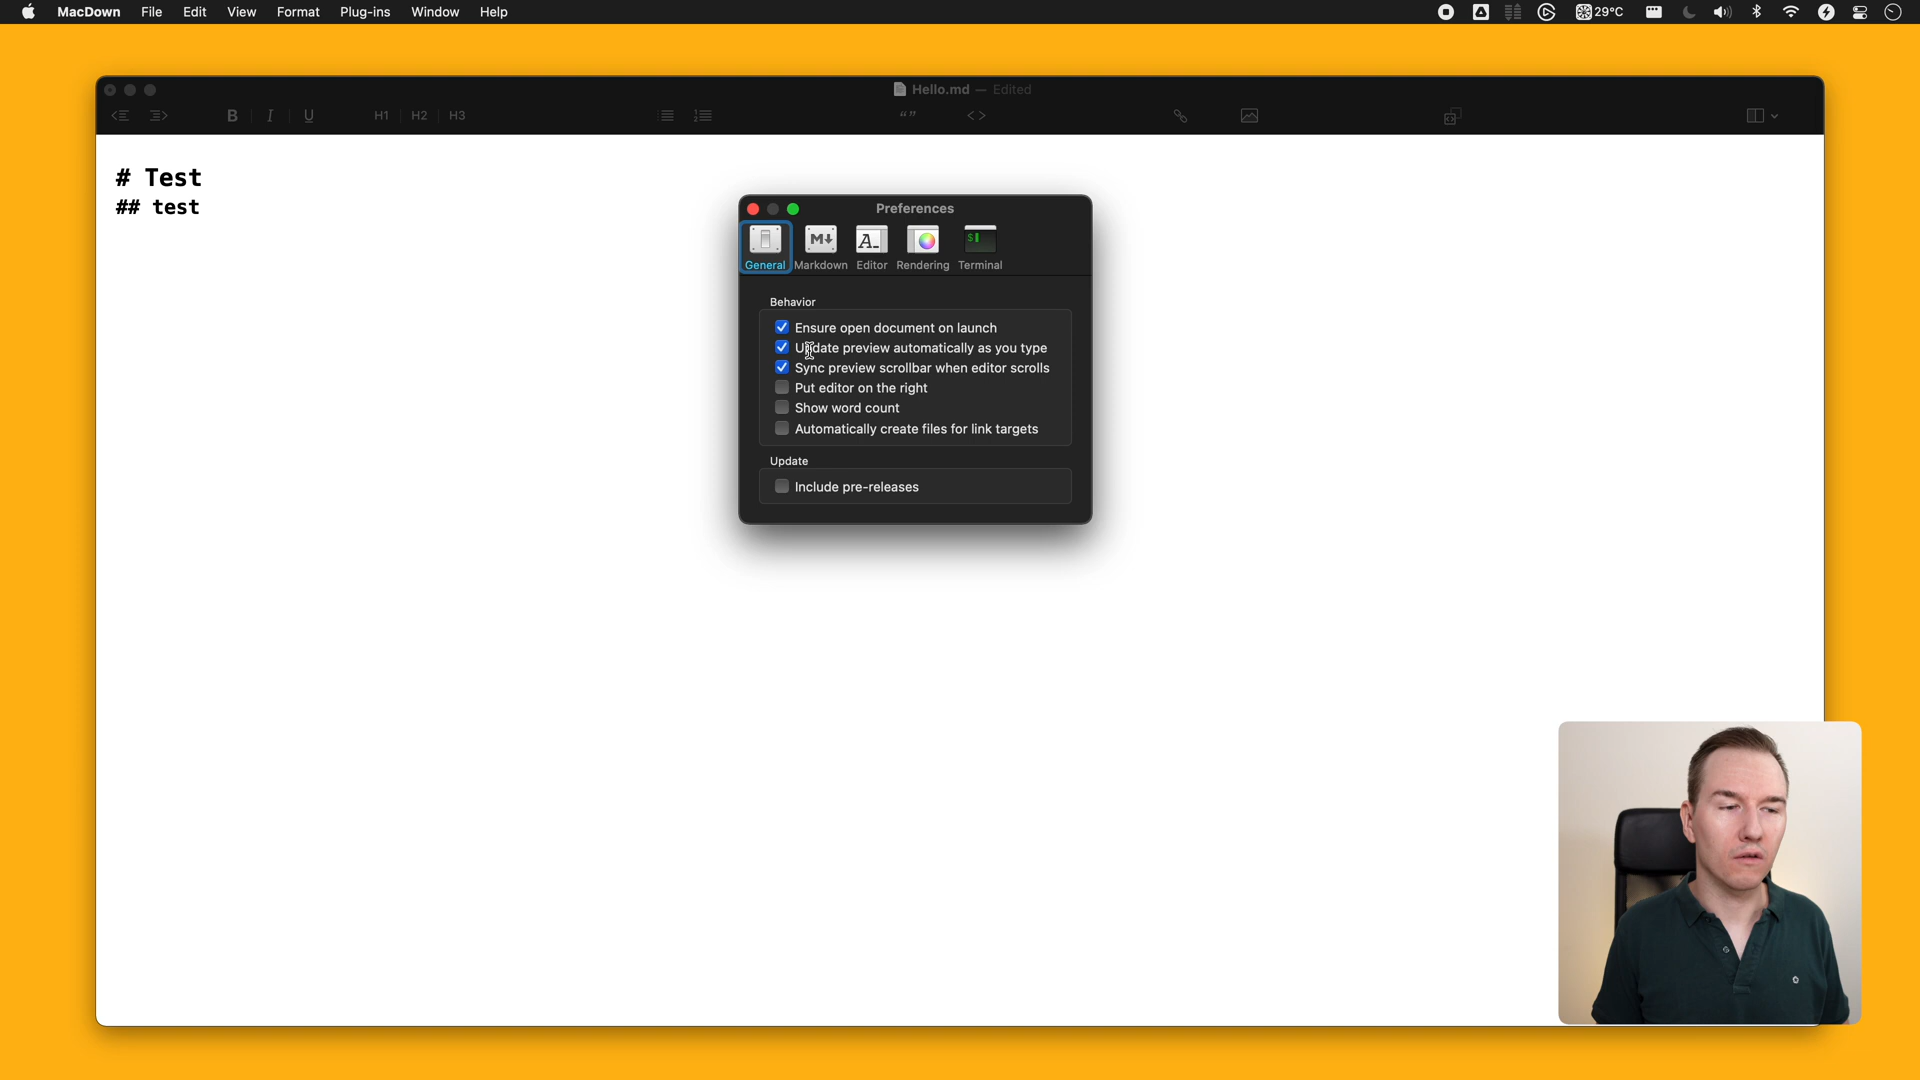 MacDown File Edit View Format Plug-ins Window Help 29°C
Hello.md — Edited
B I U H1 H2 H3 “” <>
# Test
## test
Preferences
M↓ A_ $
General Markdown Editor Rendering Terminal
Behavior
Ensure open document on launch
Update preview automatically as you type
Sync preview scrollbar when editor scrolls
Put editor on the right
Show word count
Automatically create files for link targets
Update
Include pre-releases